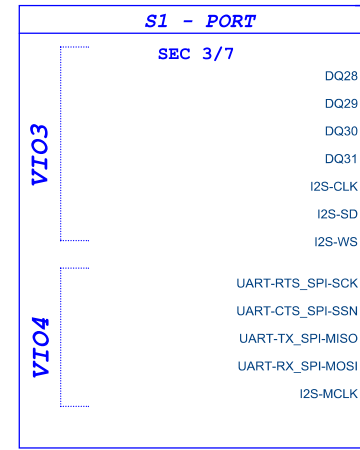 S1 - PORT
SEC 3/7
VIO3
DQ28
DQ29
DQ30
DQ31
I2S-CLK
I2S-SD
I2S-WS
VIO4
UART-RTS_SPI-SCK
UART-CTS_SPI-SSN
UART-TX_SPI-MISO
UART-RX_SPI-MOSI
I2S-MCLK